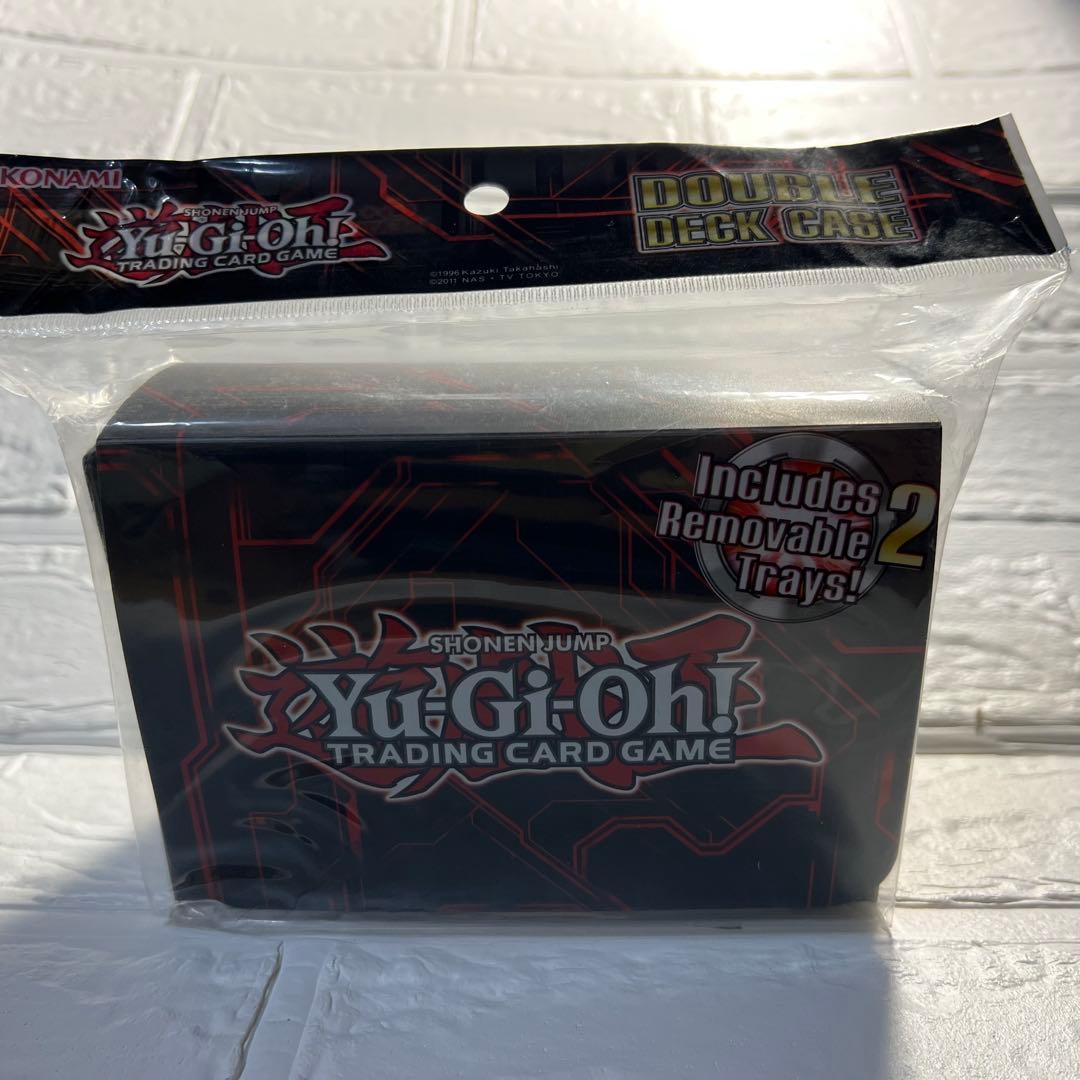 KONAMI
SHONEN JUMP
Yu-Gi-Oh!
TRADING CARD GAME
DOUBLE
DECK CASE
©1996 Kazuki Takahashi
©2011 NAS • TV TOKYO
Includes 2
Removable
Trays!
SHONEN JUMP
Yu-Gi-Oh!
TRADING CARD GAME